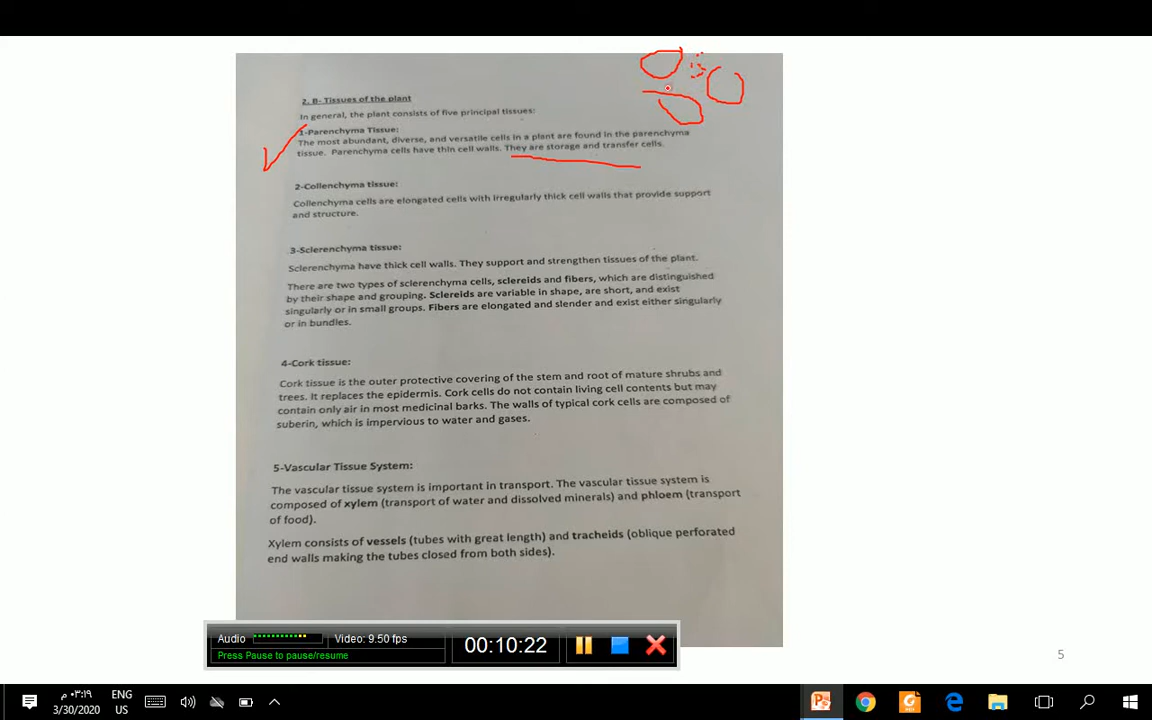 2. B- Tissues of the plant
In general, the plant consists of five principal tissues:
1-Parenchyma Tissue:
The most abundant, diverse, and versatile cells in a plant are found in the parenchyma
tissue. Parenchyma cells have thin cell walls. They are storage and transfer cells.
2-Collenchyma tissue:
Collenchyma cells are elongated cells with irregularly thick cell walls that provide support
and structure.
3-Sclerenchyma tissue:
Sclerenchyma have thick cell walls. They support and strengthen tissues of the plant.
There are two types of sclerenchyma cells, sclereids and fibers, which are distinguished
by their shape and grouping. Sclereids are variable in shape, are short, and exist
singularly or in small groups. Fibers are elongated and slender and exist either singularly
or in bundles.
4-Cork tissue:
Cork tissue is the outer protective covering of the stem and root of mature shrubs and
trees. It replaces the epidermis. Cork cells do not contain living cell contents but may
contain only air in most medicinal barks. The walls of typical cork cells are composed of
suberin, which is impervious to water and gases.
5-Vascular Tissue System:
The vascular tissue system is important in transport. The vascular tissue system is
composed of xylem (transport of water and dissolved minerals) and phloem (transport
of food).
Xylem consists of vessels (tubes with great length) and tracheids (oblique perforated
end walls making the tubes closed from both sides).
Audio Video: 9.50 fps
00:10:22
Press Pause to pause/resume
5
٠٣:١٩ م
3/30/2020
ENG
US